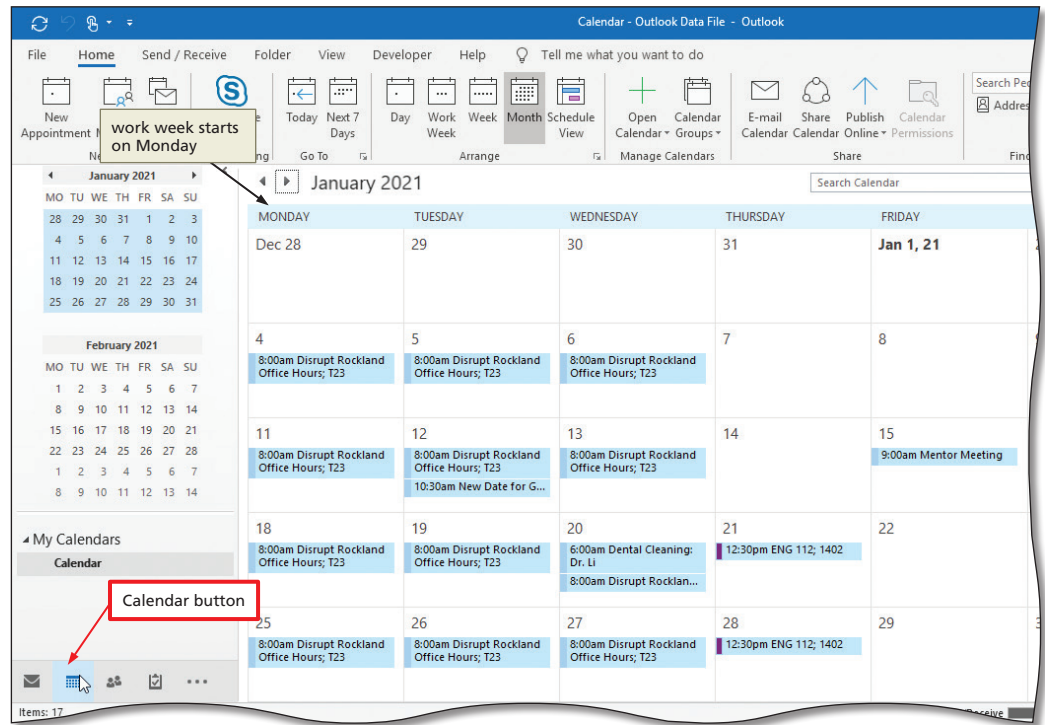 Calendar - Outlook Data File - Outlook
File Home Send / Receive Folder View Developer Help Tell me what you want to do
New Appointment
Today
Next 7 Days
Day
Work Week
Week
Month
Schedule View
Open Calendar
Calendar Groups
E-mail Calendar
Share Calendar
Publish Online
Calendar Permissions
Search Peo
Addres
work week starts
on Monday
Go To
Arrange
Manage Calendars
Share
Fin
January 2021
MO TU WE TH FR SA SU
28 29 30 31 1 2 3
4 5 6 7 8 9 10
11 12 13 14 15 16 17
18 19 20 21 22 23 24
25 26 27 28 29 30 31
February 2021
MO TU WE TH FR SA SU
1 2 3 4 5 6 7
8 9 10 11 12 13 14
15 16 17 18 19 20 21
22 23 24 25 26 27 28
1 2 3 4 5 6 7
8 9 10 11 12 13 14
My Calendars
Calendar
Calendar button
Items: 17
January 2021
Search Calendar
MONDAY TUESDAY WEDNESDAY THURSDAY FRIDAY
Dec 28 29 30 31 Jan 1, 21
4 5 6 7 8
8:00am Disrupt Rockland 8:00am Disrupt Rockland 8:00am Disrupt Rockland
Office Hours; T23 Office Hours; T23 Office Hours; T23
11 12 13 14 15
8:00am Disrupt Rockland 8:00am Disrupt Rockland 8:00am Disrupt Rockland 9:00am Mentor Meeting
Office Hours; T23 Office Hours; T23 Office Hours; T23
10:30am New Date for G...
18 19 20 21 22
8:00am Disrupt Rockland 8:00am Disrupt Rockland 6:00am Dental Cleaning: 12:30pm ENG 112; 1402
Office Hours; T23 Office Hours; T23 Dr. Li
8:00am Disrupt Rocklan...
25 26 27 28 29
8:00am Disrupt Rockland 8:00am Disrupt Rockland 8:00am Disrupt Rockland 12:30pm ENG 112; 1402
Office Hours; T23 Office Hours; T23 Office Hours; T23